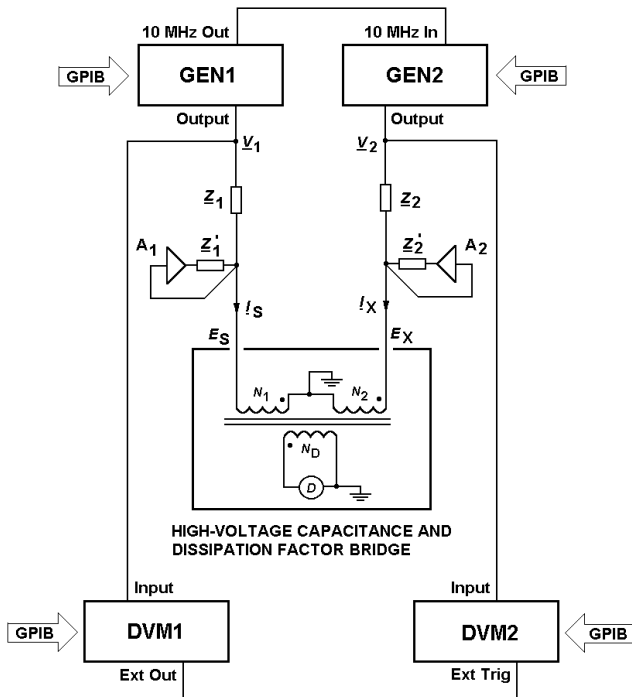 10 MHz Out
10 MHz In
GPIB
GEN1
GEN2
GPIB
Output
Output
V1
V2
z1
z2
A1
z1'
z2'
A2
IS
IX
ES
EX
N1
N2
ND
D
HIGH-VOLTAGE CAPACITANCE AND
DISSIPATION FACTOR BRIDGE
Input
Input
GPIB
DVM1
DVM2
GPIB
Ext Out
Ext Trig